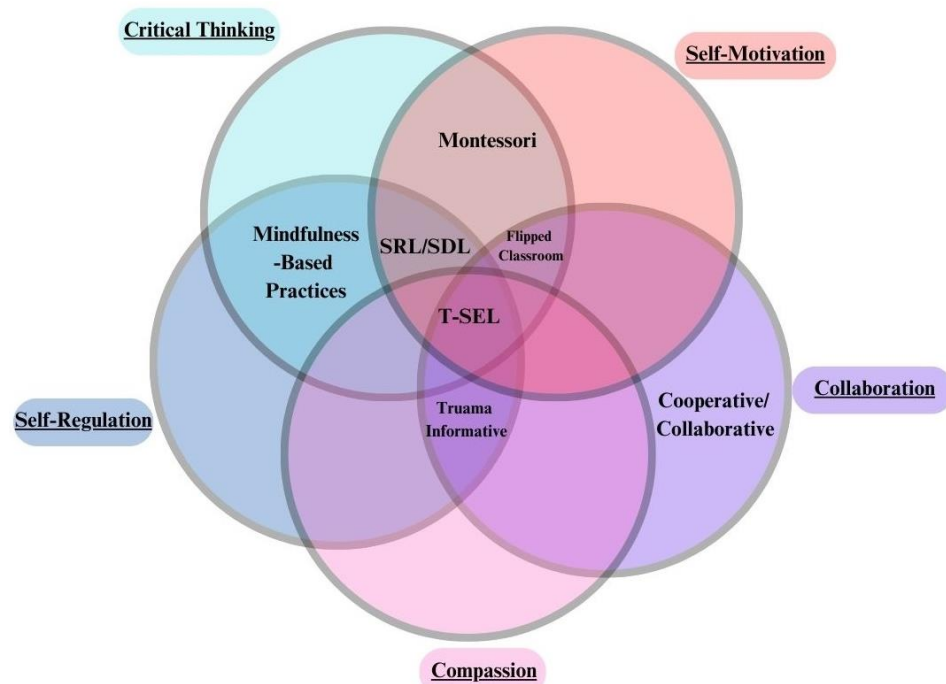 Critical Thinking
Self-Motivation
Montessori
Mindfulness
-Based
Practices
SRL/SDL
Flipped
Classroom
T-SEL
Self-Regulation
Truama
Informative
Cooperative/
Collaborative
Collaboration
Compassion